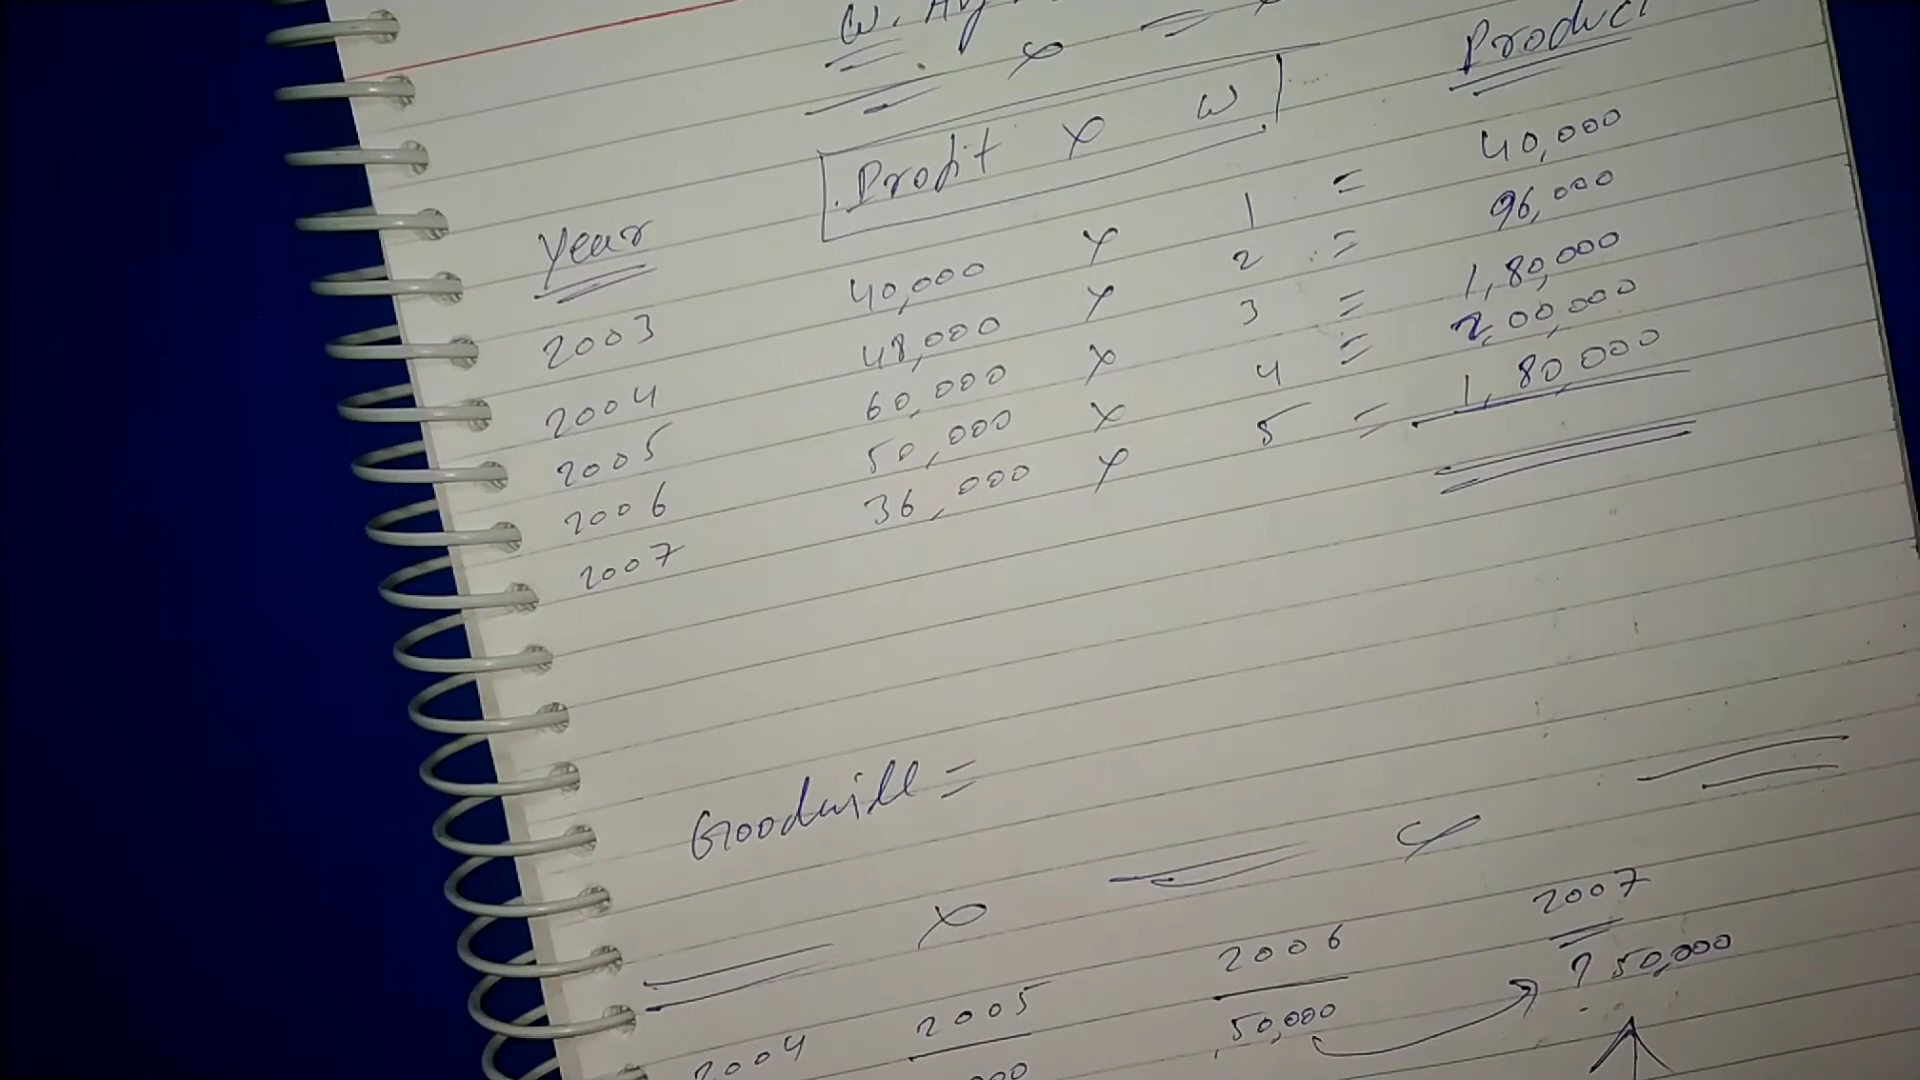 W.
× =
Product
Profit × W
Year
2003 40,000 × 1 = 40,000
2004 48,000 × 2 = 96,000
2005 60,000 × 3 = 1,80,000
2006 50,000 × 4 = 2,00,000
2007 36,000 × 5 = 1,80,000
Goodwill =
×
2004 2005 2006 2007
50,000 ? 50,000